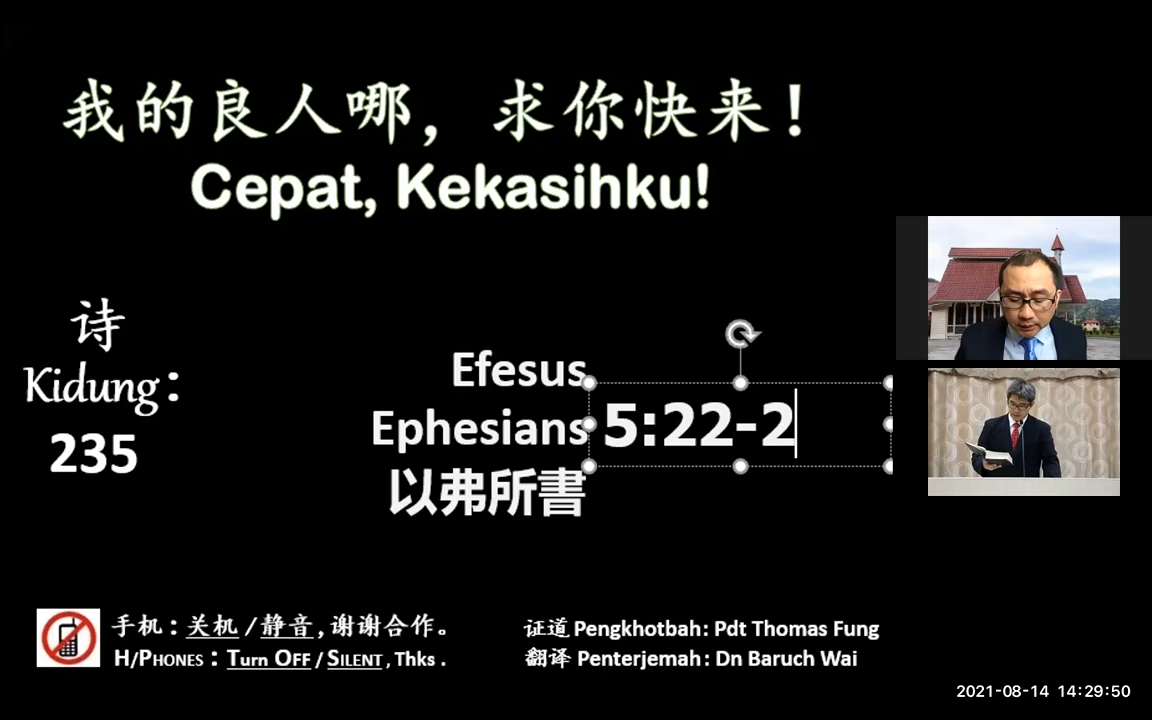 我的良人哪，求你快来！
Cepat, Kekasihku!
诗
Kidung：
235
Efesus
Ephesians
以弗所書
5:22-2
手机：关机 / 静音，谢谢合作。
H/PHONES：Turn OFF / SILENT , Thks .
证道 Pengkhotbah: Pdt Thomas Fung
翻译 Penterjemah: Dn Baruch Wai
2021-08-14 14:29:50